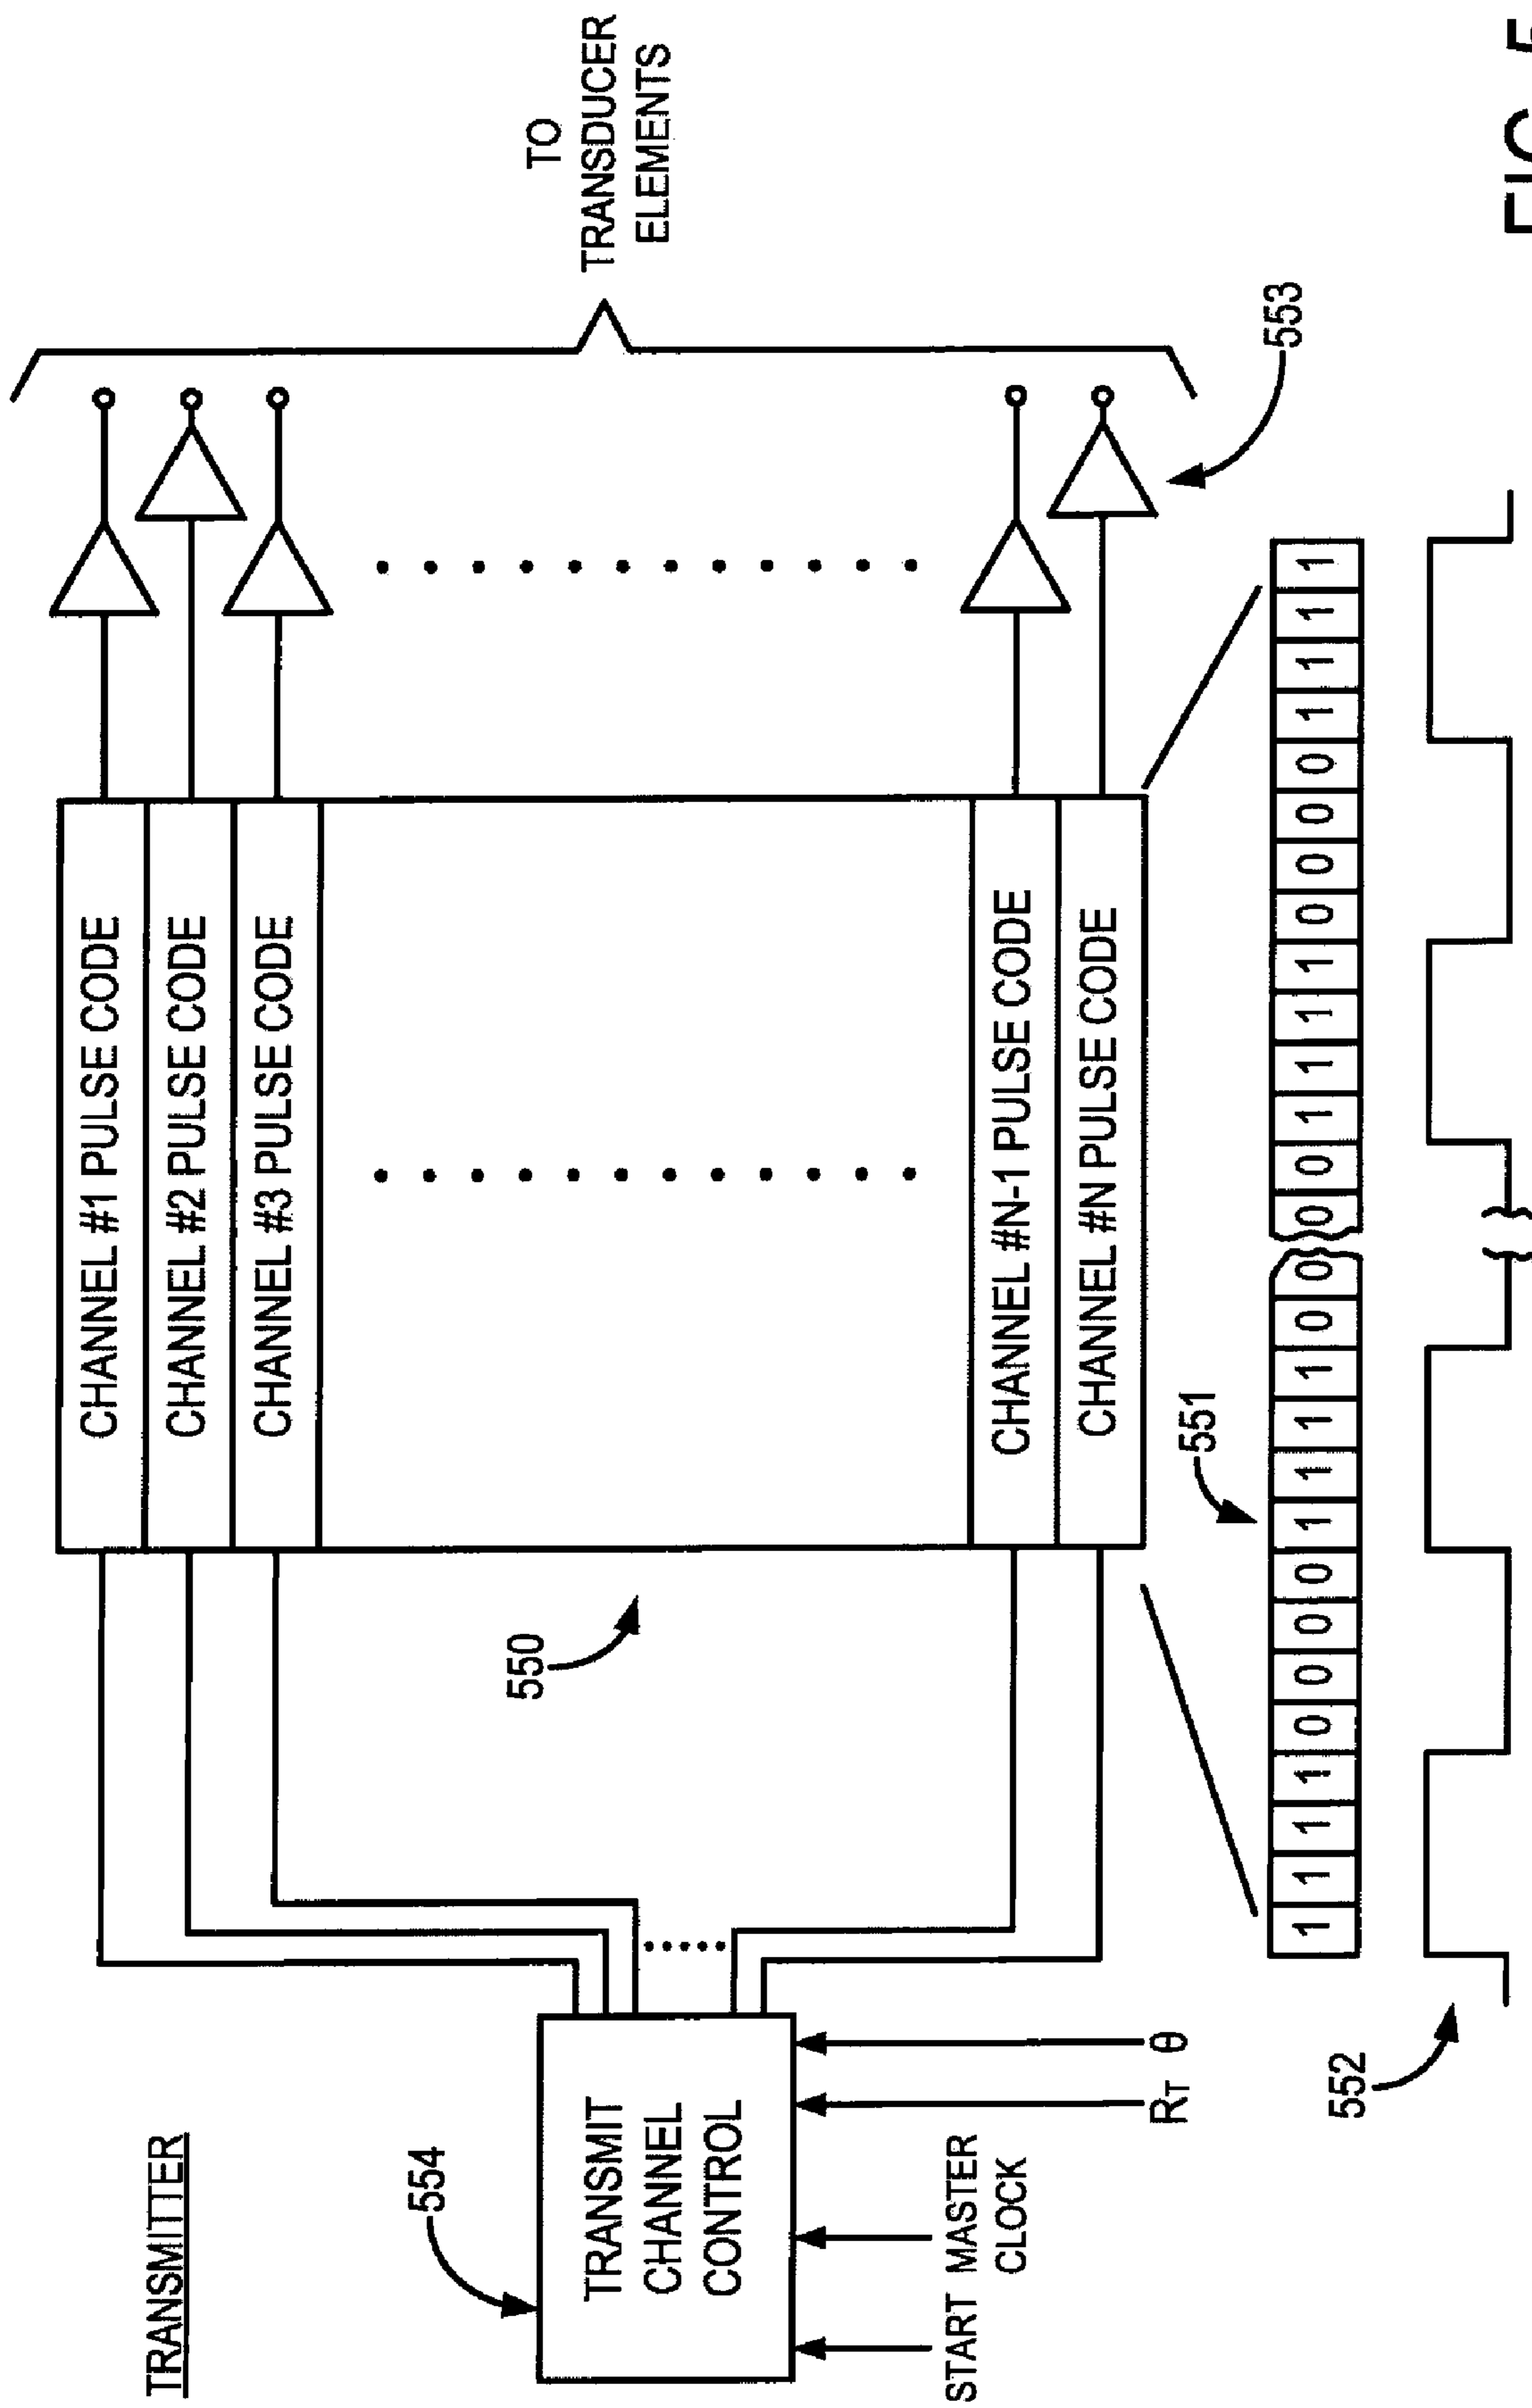 TRANSMITTER
554
TRANSMIT
CHANNEL
CONTROL
START
MASTER
CLOCK
RT
θ
550
CHANNEL #1 PULSE CODE
CHANNEL #2 PULSE CODE
CHANNEL #3 PULSE CODE
CHANNEL #N-1 PULSE CODE
CHANNEL #N PULSE CODE
TO
TRANSDUCER
ELEMENTS
553
551
1 1 1 1 0 0 0 0 1 1 1 1 0 0 0 0 1 1 1 1 0 0 0 0 1 1 1 1
552
FIG.